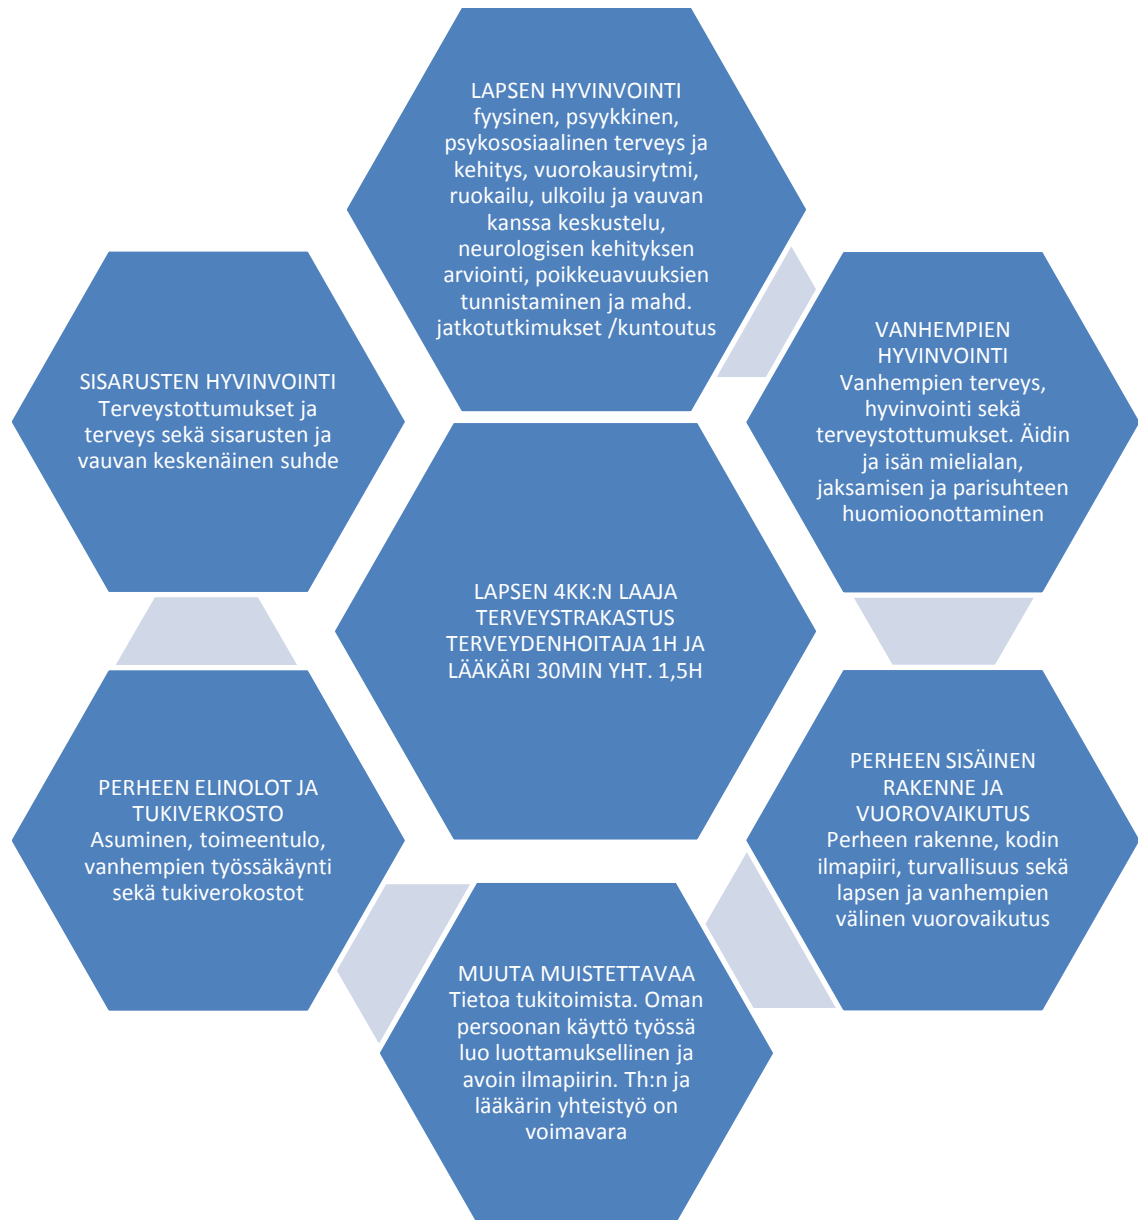 LAPSEN HYVINVOINTI
fyysinen, psyykkinen,
psykososiaalinen terveys ja
kehitys, vuorokausirytmi,
ruokailu, ulkoilu ja vauvan
kanssa keskustelu,
neurologisen kehityksen
arviointi, poikkeuavuuksien
tunnistaminen ja mahd.
jatkotutkimukset /kuntoutus
VANHEMPIEN
HYVINVOINTI
Vanhempien terveys,
hyvinvointi sekä
terveystottumukset. Äidin
ja isän mielialan,
jaksamisen ja parisuhteen
huomioonottaminen
SISARUSTEN HYVINVOINTI
Terveystottumukset ja
terveys sekä sisarusten ja
vauvan keskenäinen suhde
LAPSEN 4KK:N LAAJA
TERVEYSTRAKASTUS
TERVEYDENHOITAJA 1H JA
LÄÄKÄRI 30MIN YHT. 1,5H
PERHEEN SISÄINEN
RAKENNE JA
VUOROVAIKUTUS
Perheen rakenne, kodin
ilmapiiri, turvallisuus sekä
lapsen ja vanhempien
välinen vuorovaikutus
PERHEEN ELINOLOT JA
TUKIVERKOSTO
Asuminen, toimeentulo,
vanhempien työssäkäynti
sekä tukiverokostot
MUUTA MUISTETTAVAA
Tietoa tukitoimista. Oman
persoonan käyttö työssä
luo luottamuksellinen ja
avoin ilmapiirin. Th:n ja
lääkärin yhteistyö on
voimavara